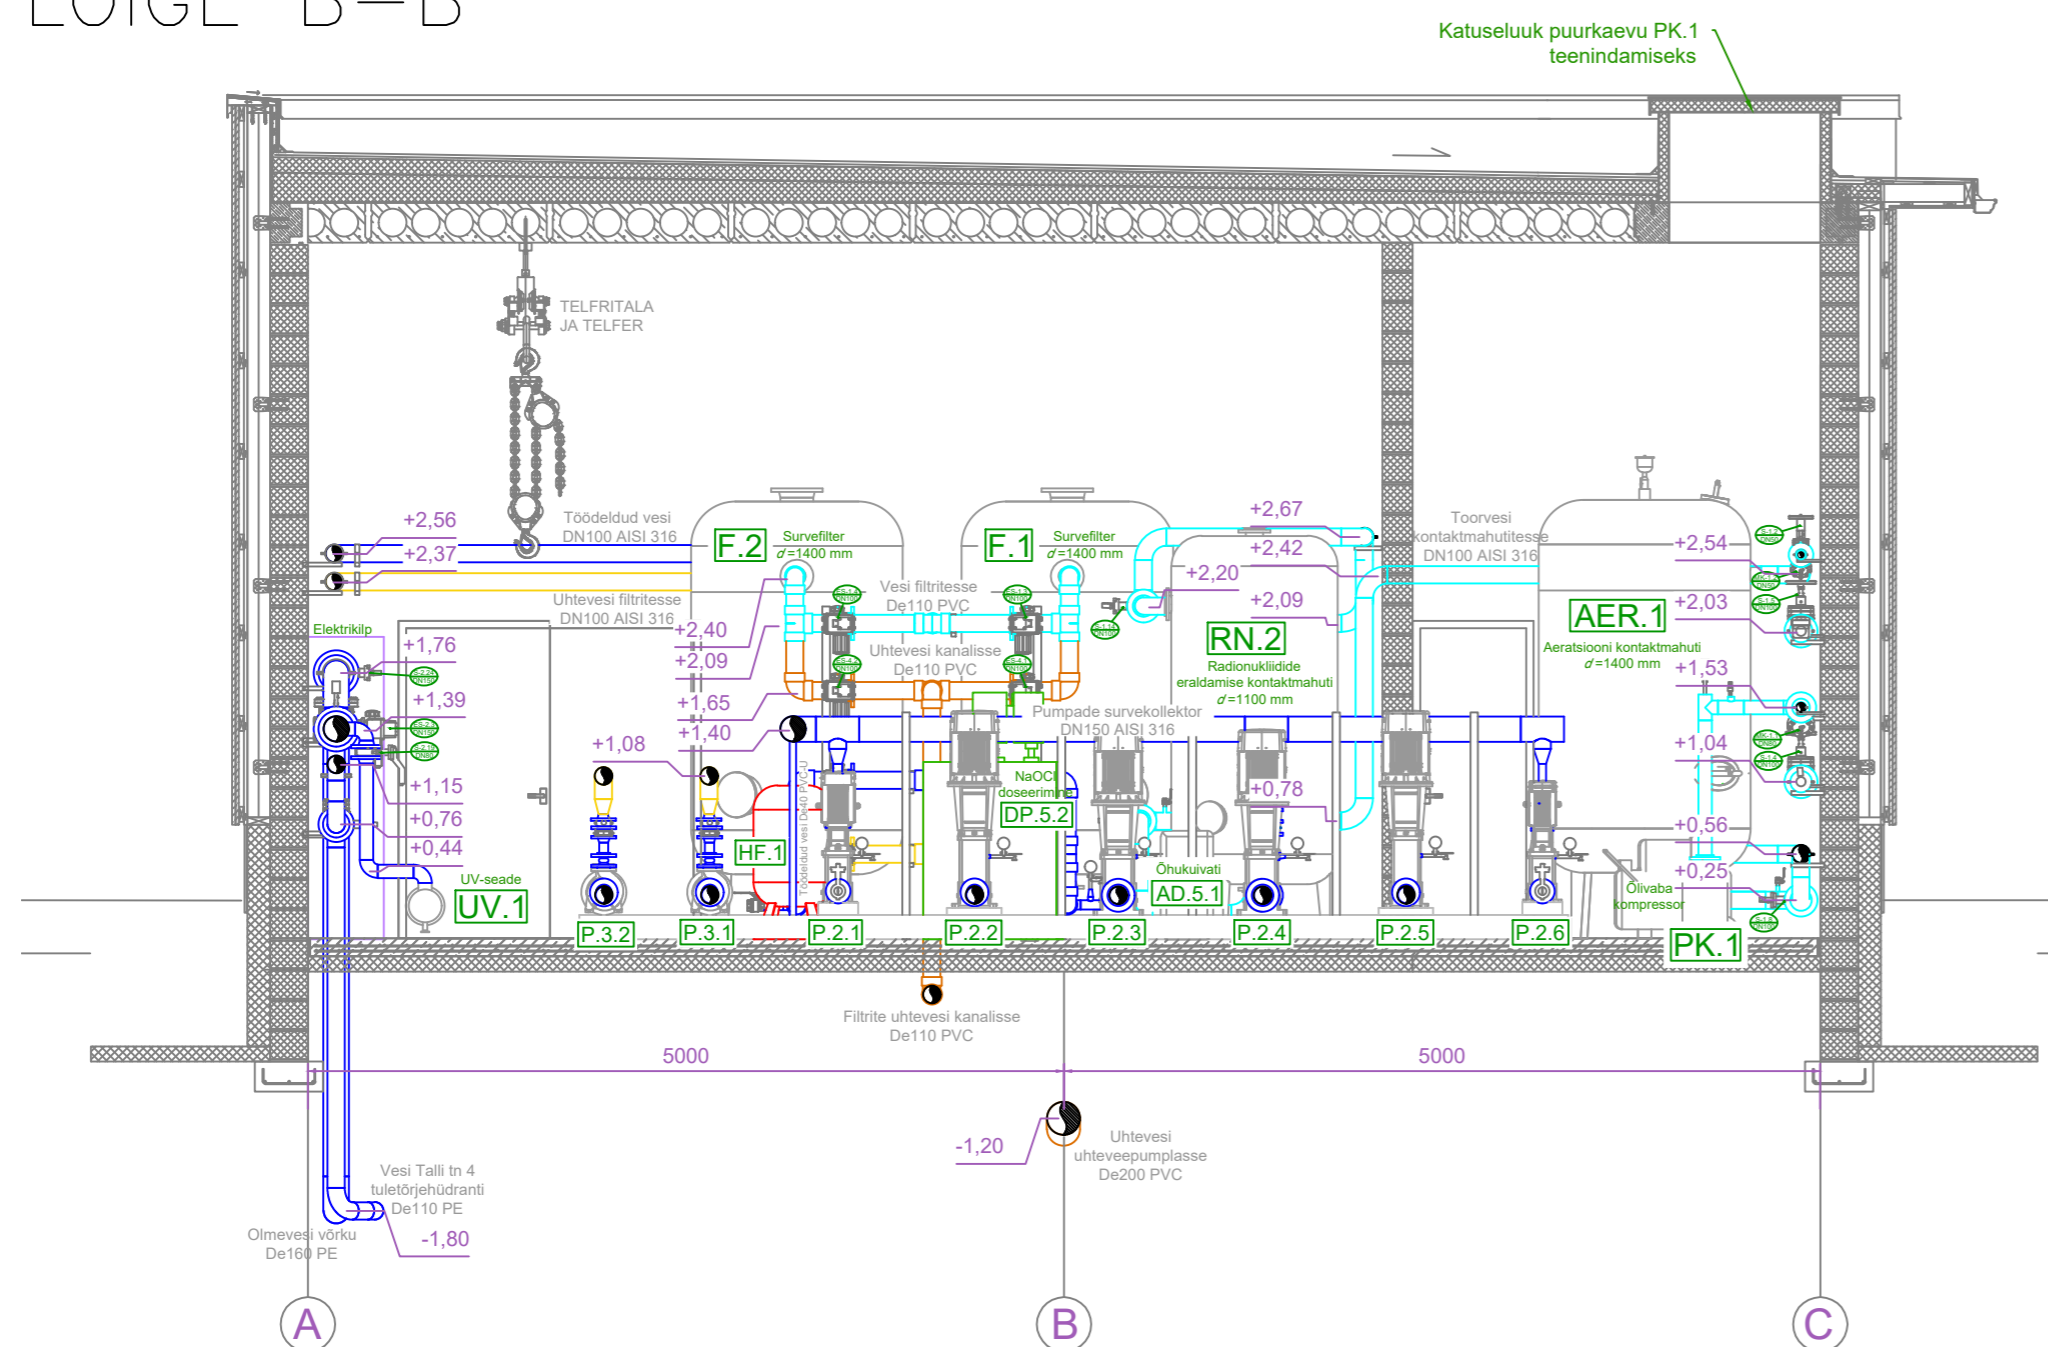 LÕIGE B-B
Katuseluuk puurkaevu PK.1
teenindamiseks
TELFRITALA
JA TELFER
+2,56
+2,37
Töödeldud vesi
DN100 AISI 316
Uhtevesi filtritesse
DN100 AISI 316
F.2
Survefilter
d=1400 mm
F.1
Survefilter
d=1400 mm
Vesi filtritesse
De110 PVC
Uhtevesi kanalisse
De110 PVC
+2,67
+2,42
+2,20
+2,09
Toorvesi
kontaktmahutitesse
DN100 AISI 316
+2,54
+2,03
+1,53
+1,04
+0,56
+0,25
RN.2
Radionukliidide
eraldamise kontaktmahuti
d=1100 mm
AER.1
Aeratsiooni kontaktmahuti
d=1400 mm
Elektrikilp
+1,76
+1,39
+1,15
+0,76
+0,44
+2,40
+2,09
+1,65
+1,40
+1,08
Pumpade survekollektor
DN150 AISI 316
+0,78
NaOCl
doseerimine
DP.5.2
HF.1
Töödeldud vesi De40 PVC-U
Õhukuivati
AD.5.1
Õlivaba
kompressor
UV-seade
UV.1
P.3.2
P.3.1
P.2.1
P.2.2
P.2.3
P.2.4
P.2.5
P.2.6
PK.1
Filtrite uhtevesi kanalisse
De110 PVC
5000
5000
-1,20
Uhtevesi
uhteveepumplasse
De200 PVC
Vesi Talli tn 4
tuletõrjehüdranti
De110 PE
Olmevesi võrku
De160 PE
-1,80
A
B
C